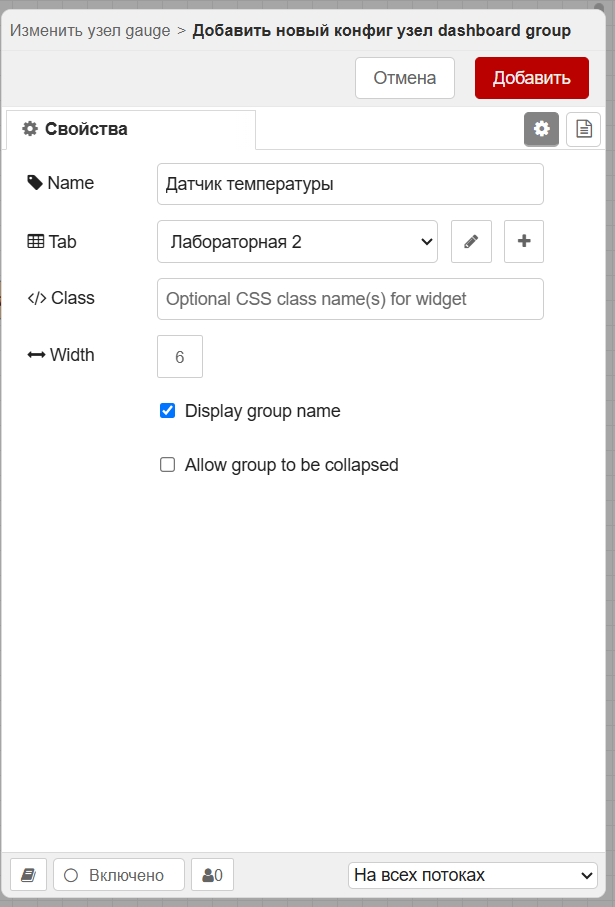 Изменить узел gauge > Добавить новый конфиг узел dashboard group
Отмена Добавить
Свойства
Name Датчик температуры
Tab Лабораторная 2
Class Optional CSS class name(s) for widget
Width 6
Display group name
Allow group to be collapsed
Включено 0 На всех потоках